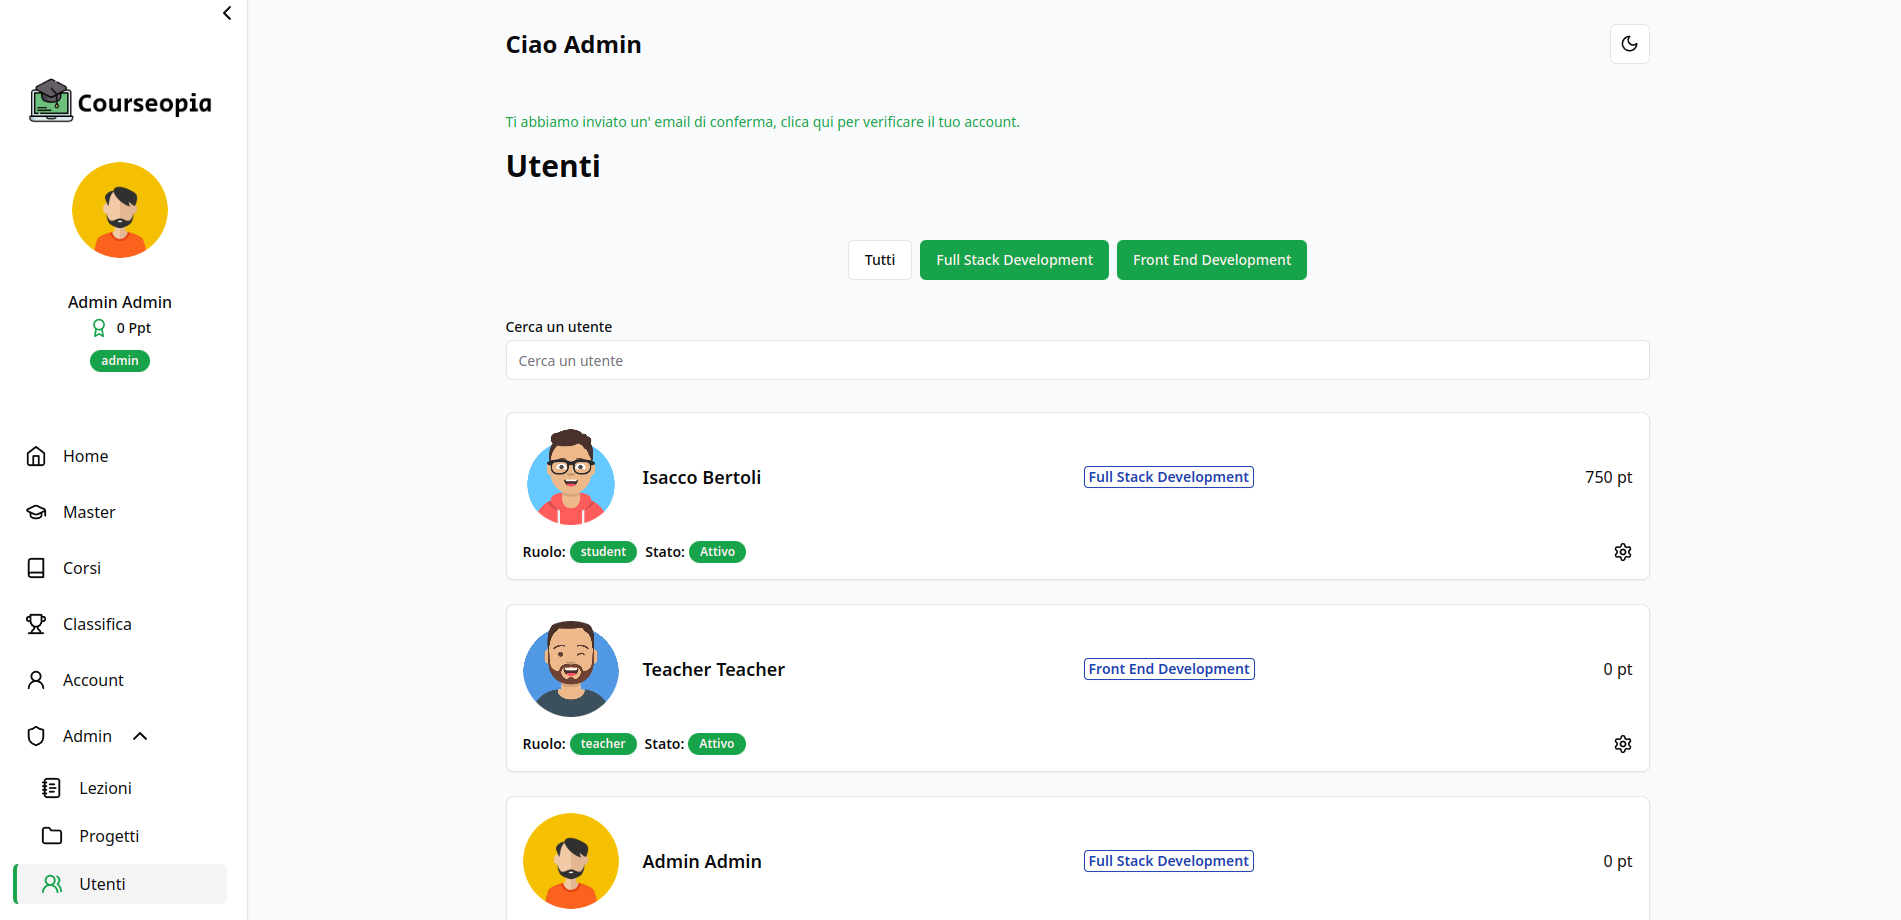 Courseopia
Admin Admin
0 Ppt
admin
Home
Master
Corsi
Classifica
Account
Admin
Lezioni
Progetti
Utenti
Ciao Admin
Ti abbiamo inviato un' email di conferma, clica qui per verificare il tuo account.
Utenti
Tutti Full Stack Development Front End Development
Cerca un utente
Cerca un utente
Isacco Bertoli Full Stack Development 750 pt
Ruolo: student Stato: Attivo
Teacher Teacher Front End Development 0 pt
Ruolo: teacher Stato: Attivo
Admin Admin Full Stack Development 0 pt